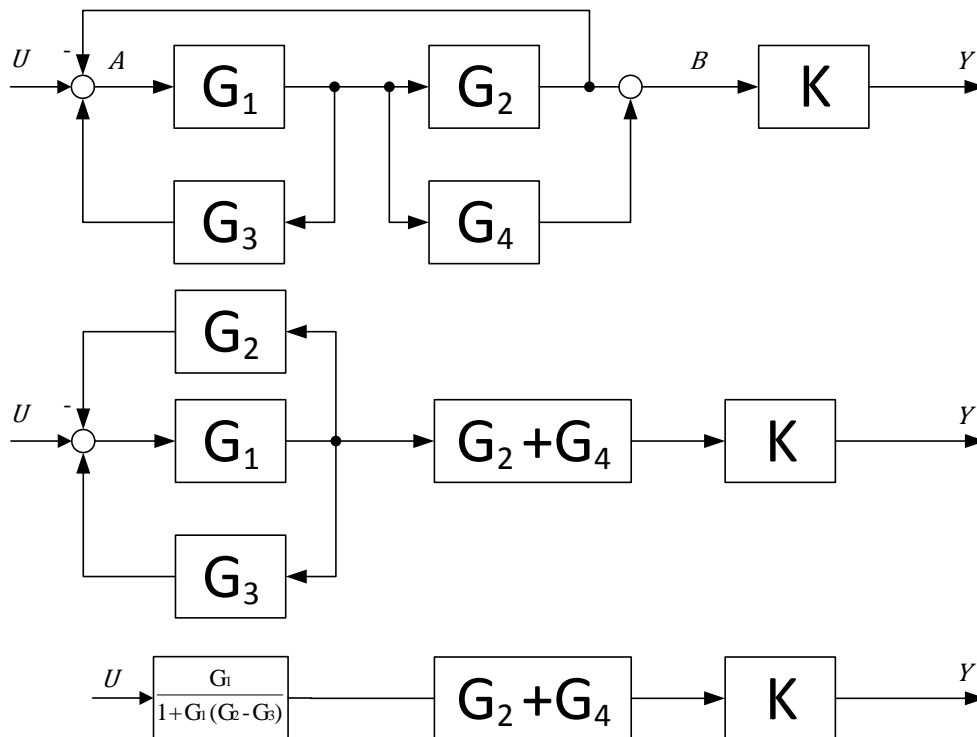 U - A G₁ G₂ B K Y
G₃ G₄
G₂
U - G₁ G₂+G₄ K Y
G₃
U G₁ / 1+G₁(G₂-G₃) G₂+G₄ K Y